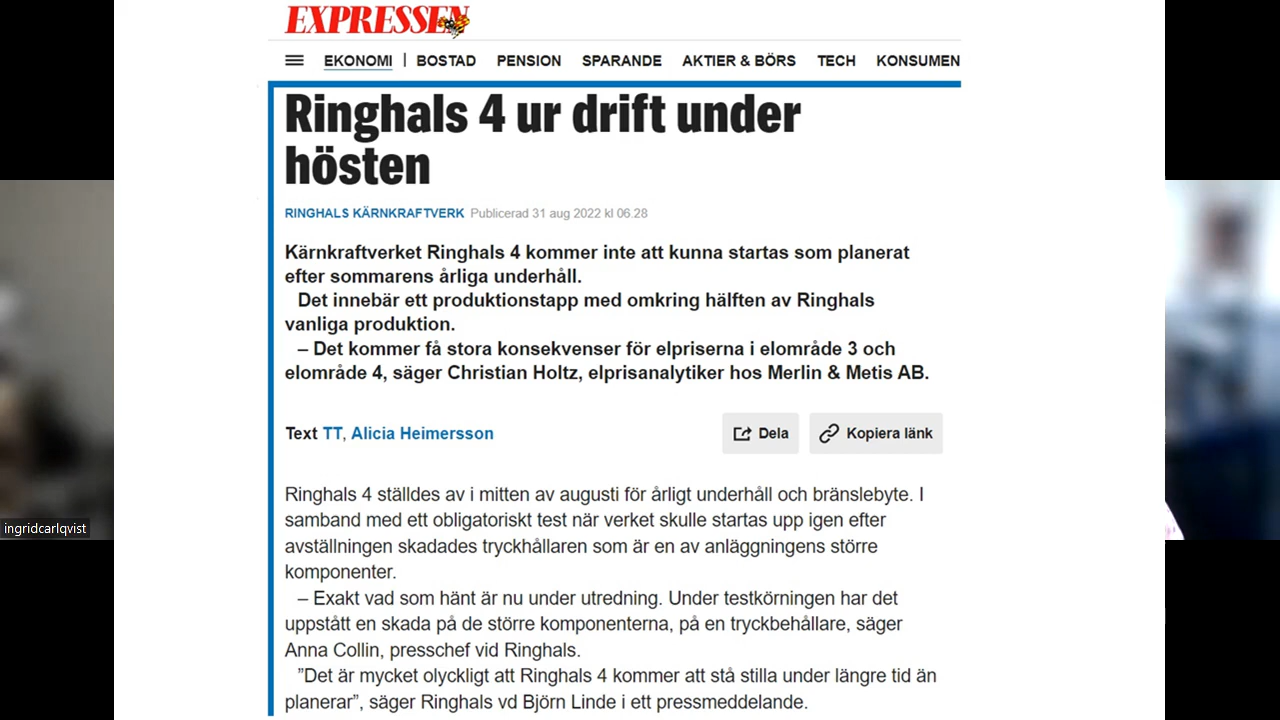 EXPRESSEN
EKONOMI | BOSTAD PENSION SPARANDE AKTIER & BÖRS TECH KONSUMEN
Ringhals 4 ur drift under
hösten
RINGHALS KÄRNKRAFTVERK Publicerad 31 aug 2022 kl 06.28
Kärnkraftverket Ringhals 4 kommer inte att kunna startas som planerat
efter sommarens årliga underhåll.
Det innebär ett produktionstapp med omkring hälften av Ringhals
vanliga produktion.
– Det kommer få stora konsekvenser för elpriserna i elområde 3 och
elområde 4, säger Christian Holtz, elprisanalytiker hos Merlin & Metis AB.
Text TT, Alicia Heimersson
Dela
Kopiera länk
Ringhals 4 ställdes av i mitten av augusti för årligt underhåll och bränslebyte. I
samband med ett obligatoriskt test när verket skulle startas upp igen efter
avställningen skadades tryckhållaren som är en av anläggningens större
komponenter.
– Exakt vad som hänt är nu under utredning. Under testkörningen har det
uppstått en skada på de större komponenterna, på en tryckbehållare, säger
Anna Collin, presschef vid Ringhals.
”Det är mycket olyckligt att Ringhals 4 kommer att stå stilla under längre tid än
planerar”, säger Ringhals vd Björn Linde i ett pressmeddelande.
ingridcarlqvist